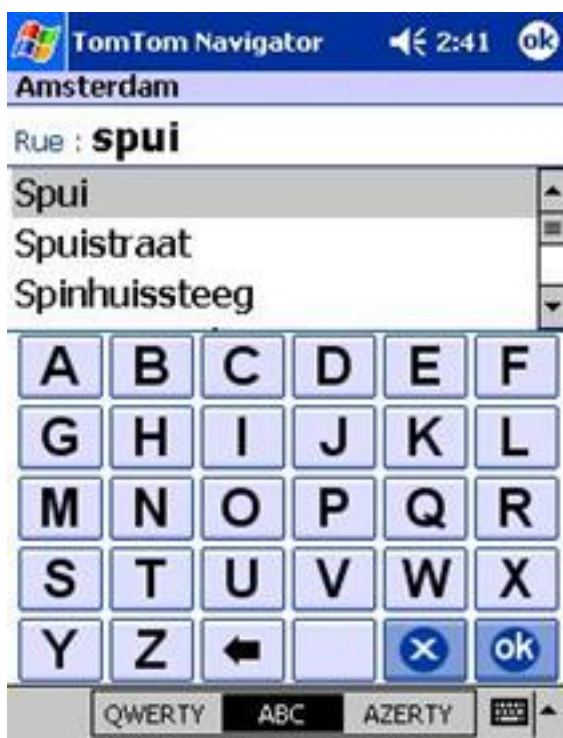 TomTom Navigator 2:41 ok
Amsterdam
Rue : spui
Spui
Spuistraat
Spinhuissteeg
A B C D E F
G H I J K L
M N O P Q R
S T U V W X
Y Z ok
QWERTY ABC AZERTY